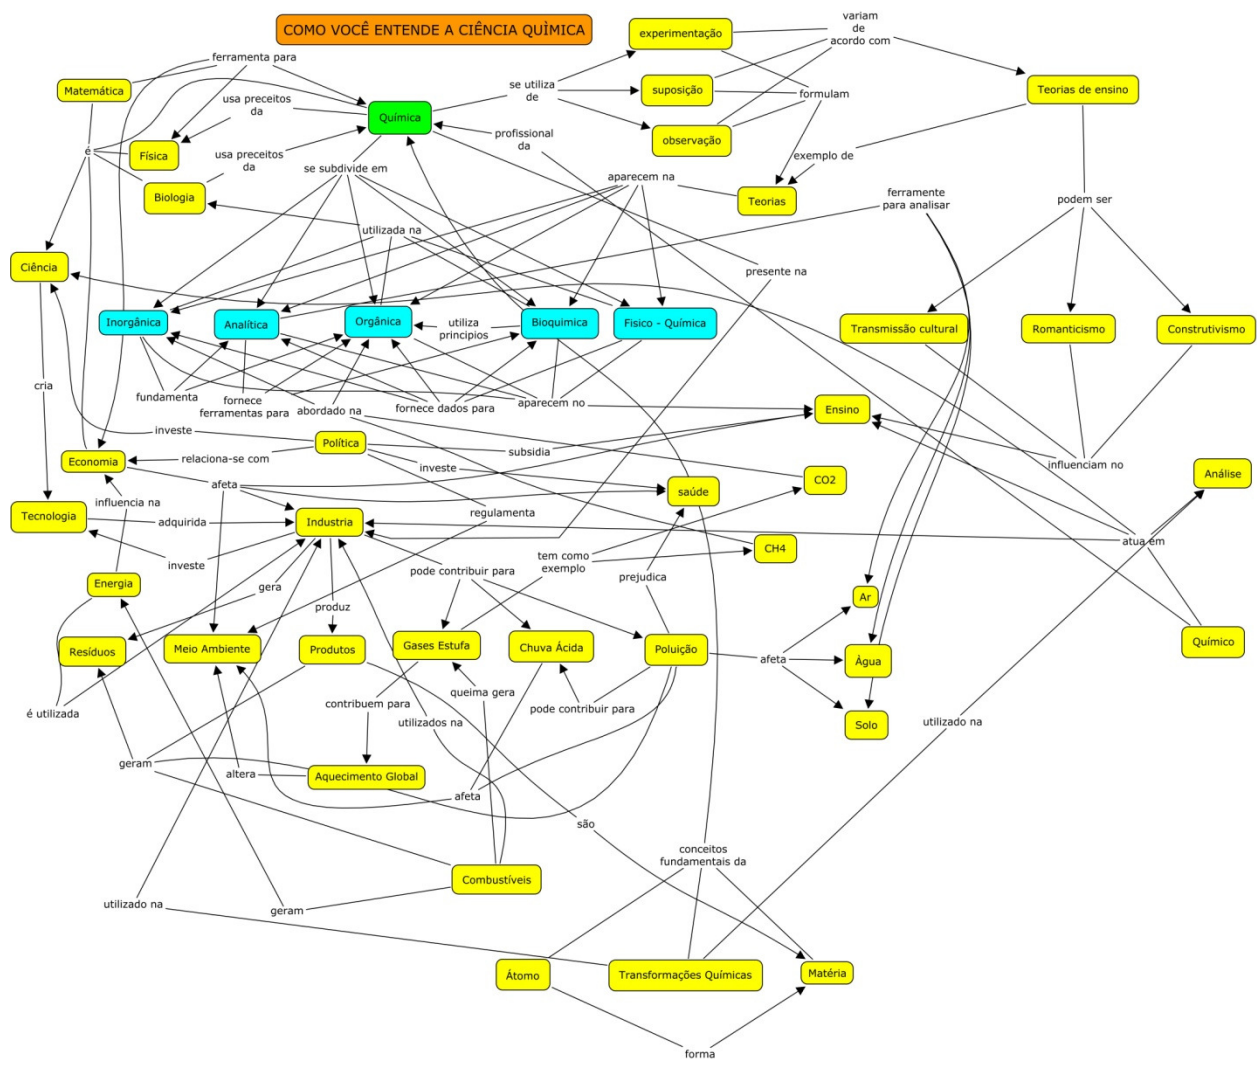 COMO VOCÊ ENTENDE A CIÊNCIA QUÌMICA
experimentação
variam
de
acordo com
ferramenta para
Matemática
suposição
Teorias de ensino
se utiliza
de
formulam
usa preceitos
da
Química
profissional
da
observação
é
Física
usa preceitos
da
exemplo de
se subdivide em
aparecem na
Biologia
Teorias
ferramente
para analisar
podem ser
utilizada na
Ciência
presente na
Inorgânica
Analítica
Orgânica
utiliza
principios
Bioquimica
Fisico - Química
Transmissão cultural
Romanticismo
Construtivismo
cria
fundamenta
fornece
ferramentas para
abordado na
fornece dados para
aparecem no
Ensino
investe
Política
subsidia
Economia
relaciona-se com
investe
influenciam no
Análise
influencia na
afeta
saúde
CO2
Tecnologia
adquirida
Industria
regulamenta
CH4
atua em
investe
tem como
exemplo
pode contribuir para
prejudica
Energia
gera
produz
Ar
Resíduos
Meio Ambiente
Produtos
Gases Estufa
Chuva Ácida
Poluição
afeta
Água
Químico
queima gera
contribuem para
pode contribuir para
é utilizada
utilizados na
Solo
utilizado na
geram
altera
Aquecimento Global
afeta
são
conceitos
fundamentais da
Combustíveis
utilizado na
geram
Átomo
Transformações Químicas
Matéria
forma